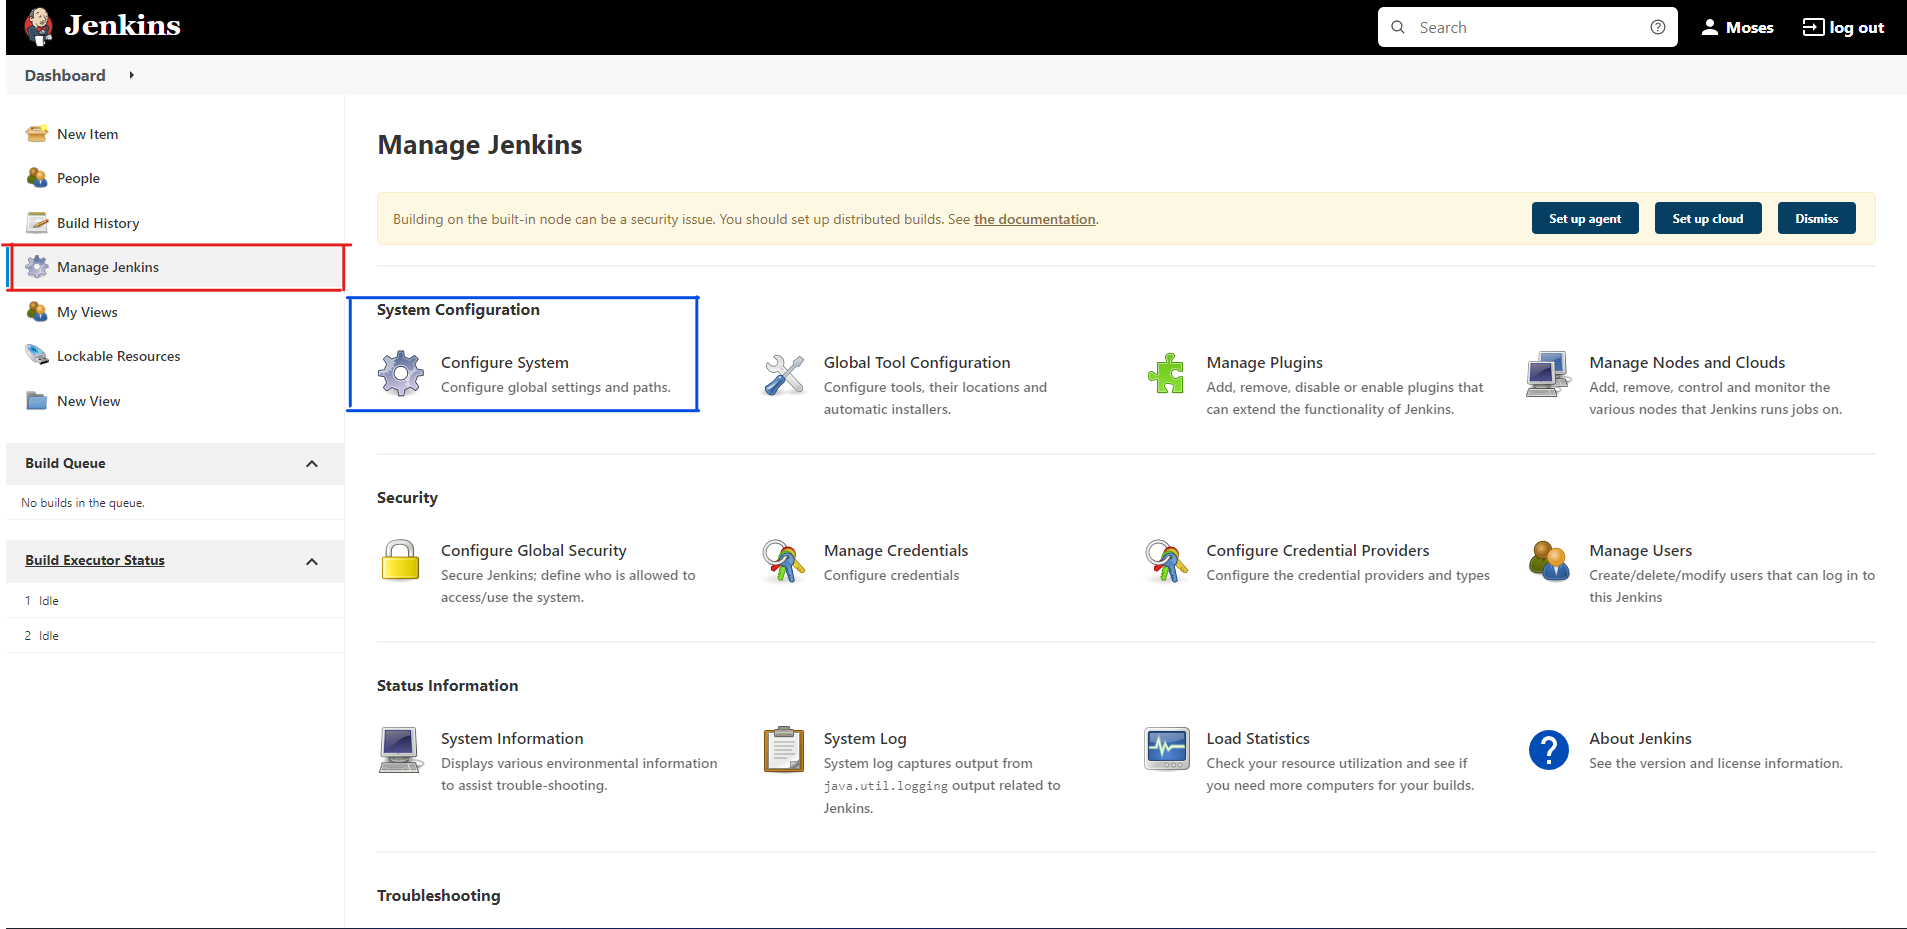 Jenkins
Search
Moses
log out
Dashboard
New Item
People
Build History
Manage Jenkins
My Views
Lockable Resources
New View
Build Queue
No builds in the queue.
Build Executor Status
1 Idle
2 Idle
Manage Jenkins
Building on the built-in node can be a security issue. You should set up distributed builds. See the documentation.
Set up agent
Set up cloud
Dismiss
System Configuration
Configure System
Configure global settings and paths.
Global Tool Configuration
Configure tools, their locations and
automatic installers.
Manage Plugins
Add, remove, disable or enable plugins that
can extend the functionality of Jenkins.
Manage Nodes and Clouds
Add, remove, control and monitor the
various nodes that Jenkins runs jobs on.
Security
Configure Global Security
Secure Jenkins; define who is allowed to
access/use the system.
Manage Credentials
Configure credentials
Configure Credential Providers
Configure the credential providers and types
Manage Users
Create/delete/modify users that can log in to
this Jenkins
Status Information
System Information
Displays various environmental information
to assist trouble-shooting.
System Log
System log captures output from
java.util.logging output related to
Jenkins.
Load Statistics
Check your resource utilization and see if
you need more computers for your builds.
About Jenkins
See the version and license information.
Troubleshooting